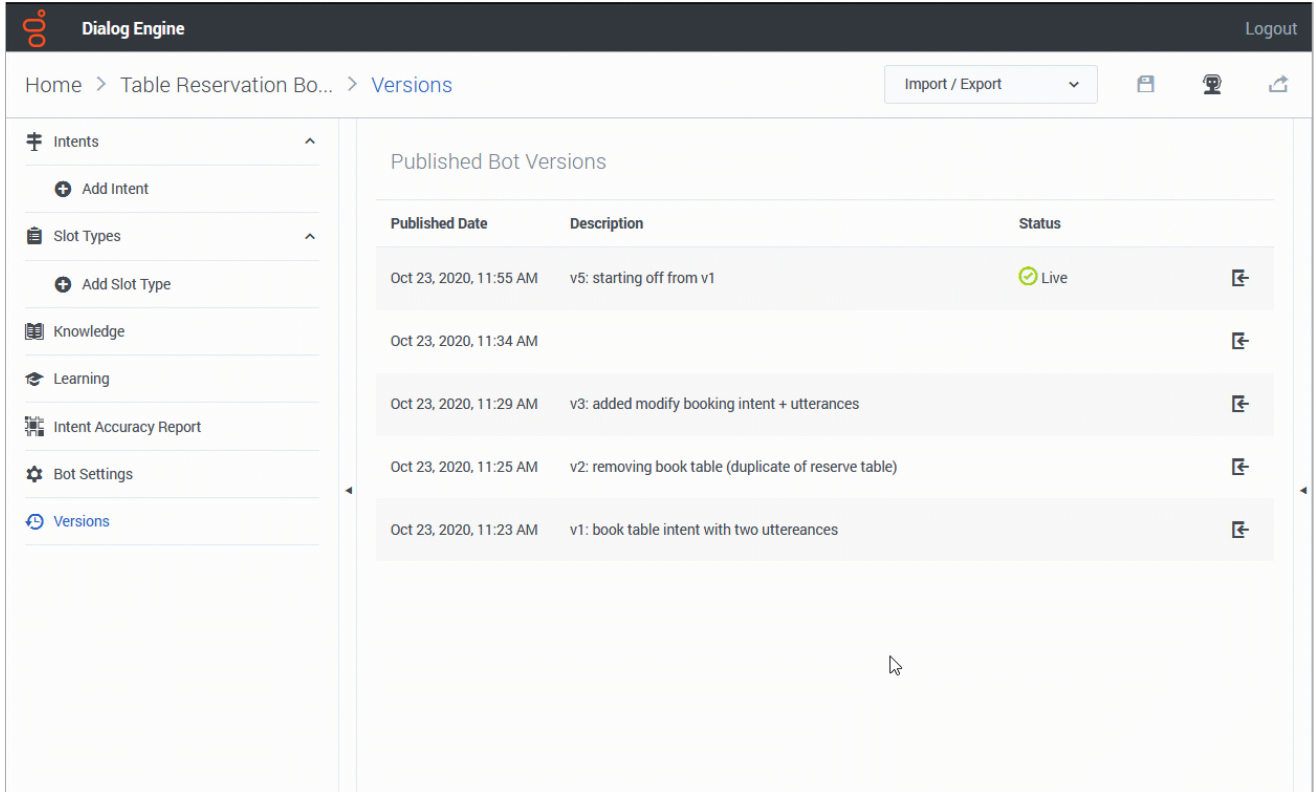 Dialog Engine Logout
Home > Table Reservation Bo... > Versions Import / Export
Intents
Add Intent
Slot Types
Add Slot Type
Knowledge
Learning
Intent Accuracy Report
Bot Settings
Versions
Published Bot Versions
Published Date Description Status
Oct 23, 2020, 11:55 AM v5: starting off from v1 Live
Oct 23, 2020, 11:34 AM
Oct 23, 2020, 11:29 AM v3: added modify booking intent + utterances
Oct 23, 2020, 11:25 AM v2: removing book table (duplicate of reserve table)
Oct 23, 2020, 11:23 AM v1: book table intent with two uttereances